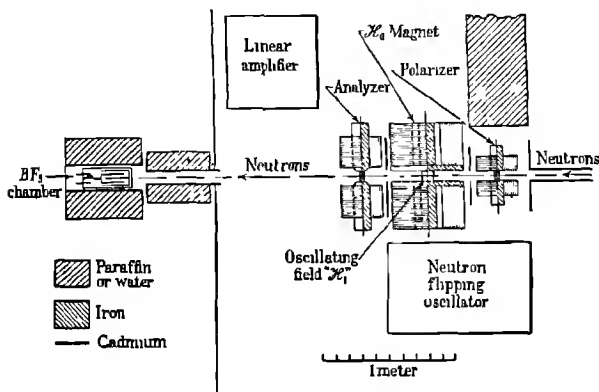 Linear
amplifier
ℋ₀ Magnet
Polarizer
Analyzer
BF₃
chamber
Neutrons
Neutrons
Oscillating
field "ℋ₁"
Neutron
flipping
oscillator
Paraffin
or water
Iron
Cadmium
1 meter